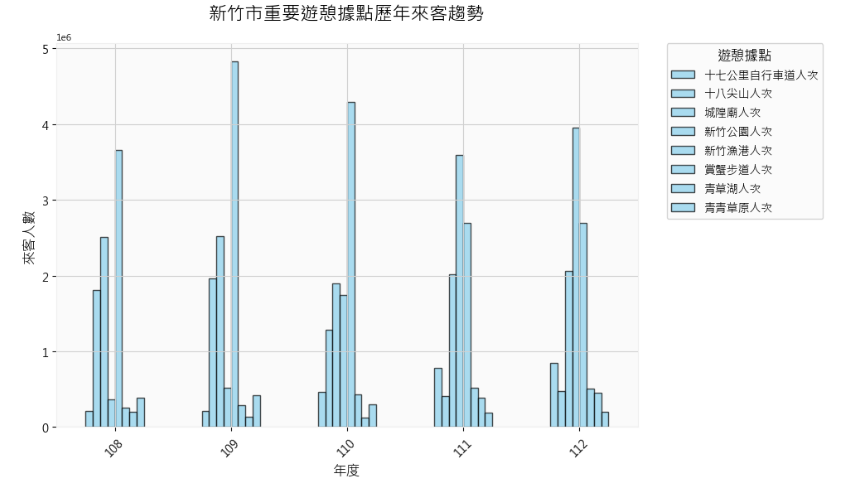 新竹市重要遊憩據點歷年來客趨勢
1e6
5
4
3
2
1
0
來客人數
108
109
110
111
112
年度
遊憩據點
十七公里自行車道人次
十八尖山人次
城隍廟人次
新竹公園人次
新竹漁港人次
賞蟹步道人次
青草湖人次
青青草原人次